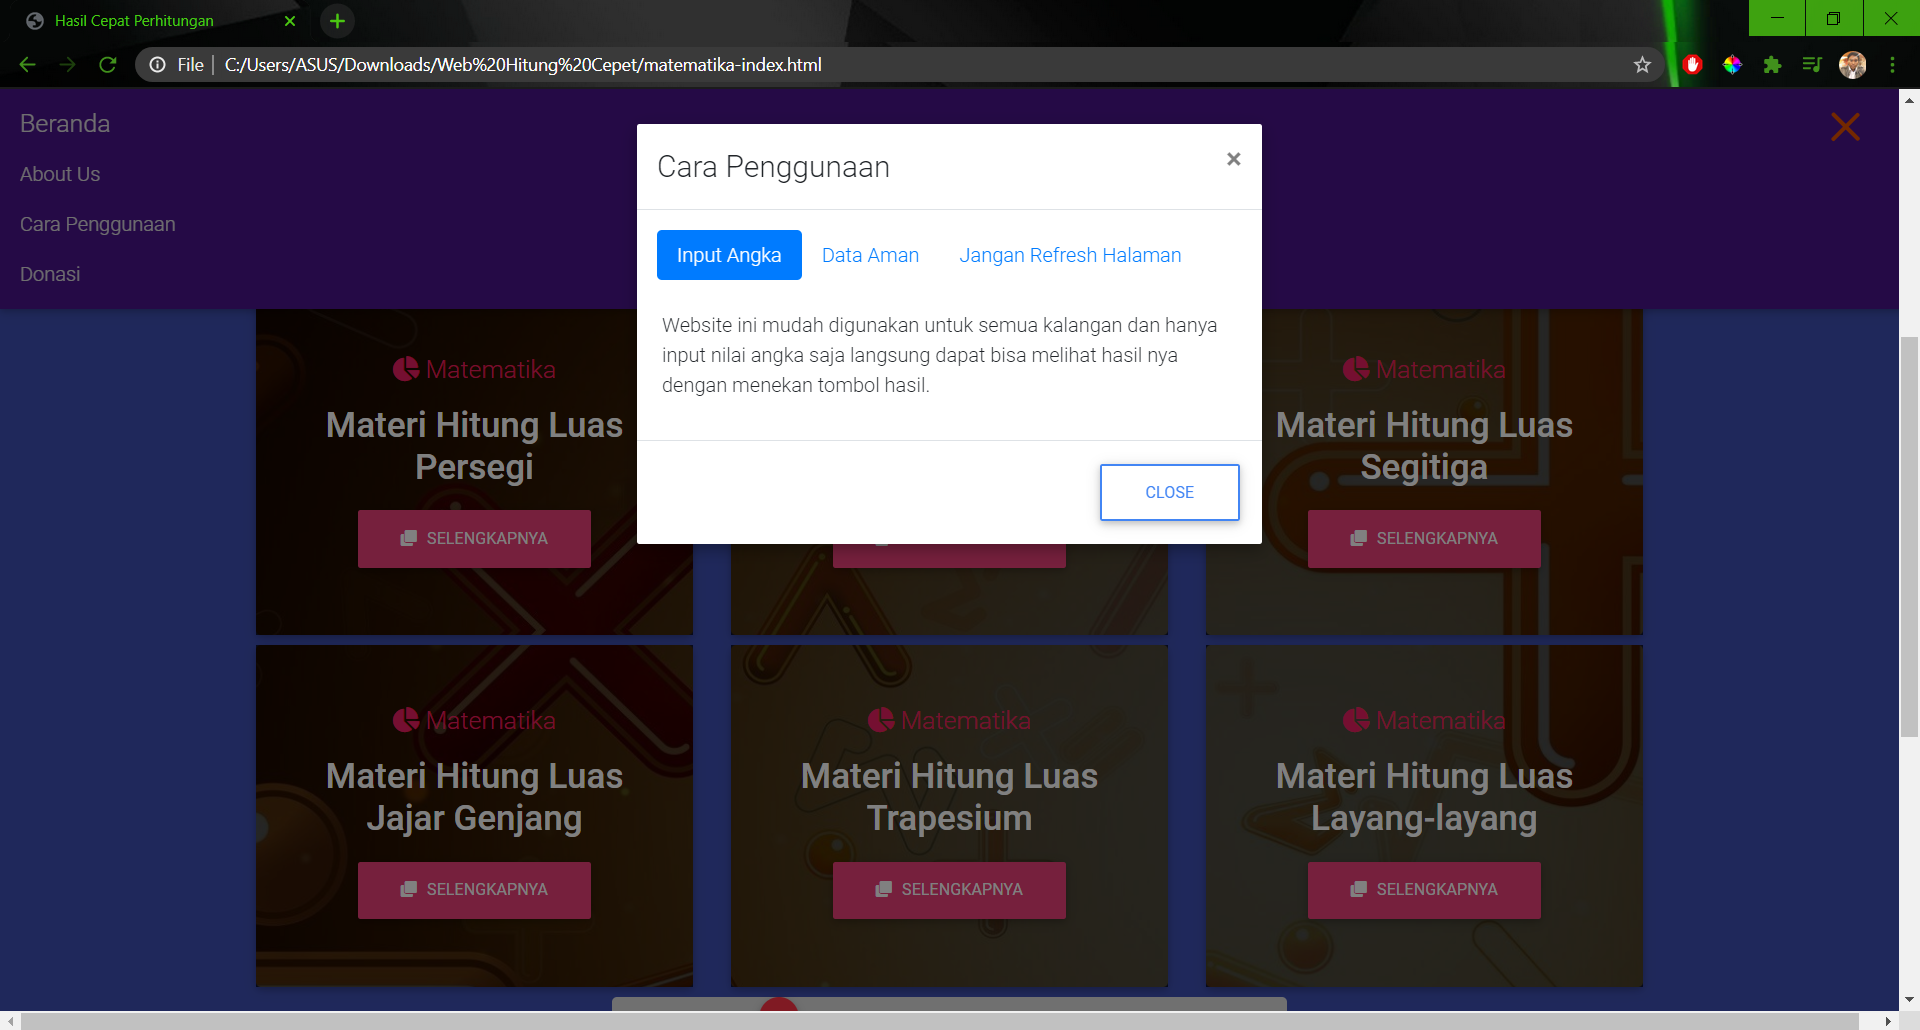 Hasil Cepat Perhitungan
File
C:/Users/ASUS/Downloads/Web%20Hitung%20Cepet/matematika-index.html
Beranda
About Us
Cara Penggunaan
Donasi
Cara Penggunaan
×
Input Angka
Data Aman
Jangan Refresh Halaman
Website ini mudah digunakan untuk semua kalangan dan hanya
input nilai angka saja langsung dapat bisa melihat hasil nya
dengan menekan tombol hasil.
CLOSE
Matematika
Materi Hitung Luas
Persegi
SELENGKAPNYA
Matematika
Materi Hitung Luas
Segitiga
SELENGKAPNYA
Matematika
Materi Hitung Luas
Jajar Genjang
SELENGKAPNYA
Matematika
Materi Hitung Luas
Trapesium
SELENGKAPNYA
Matematika
Materi Hitung Luas
Layang-layang
SELENGKAPNYA